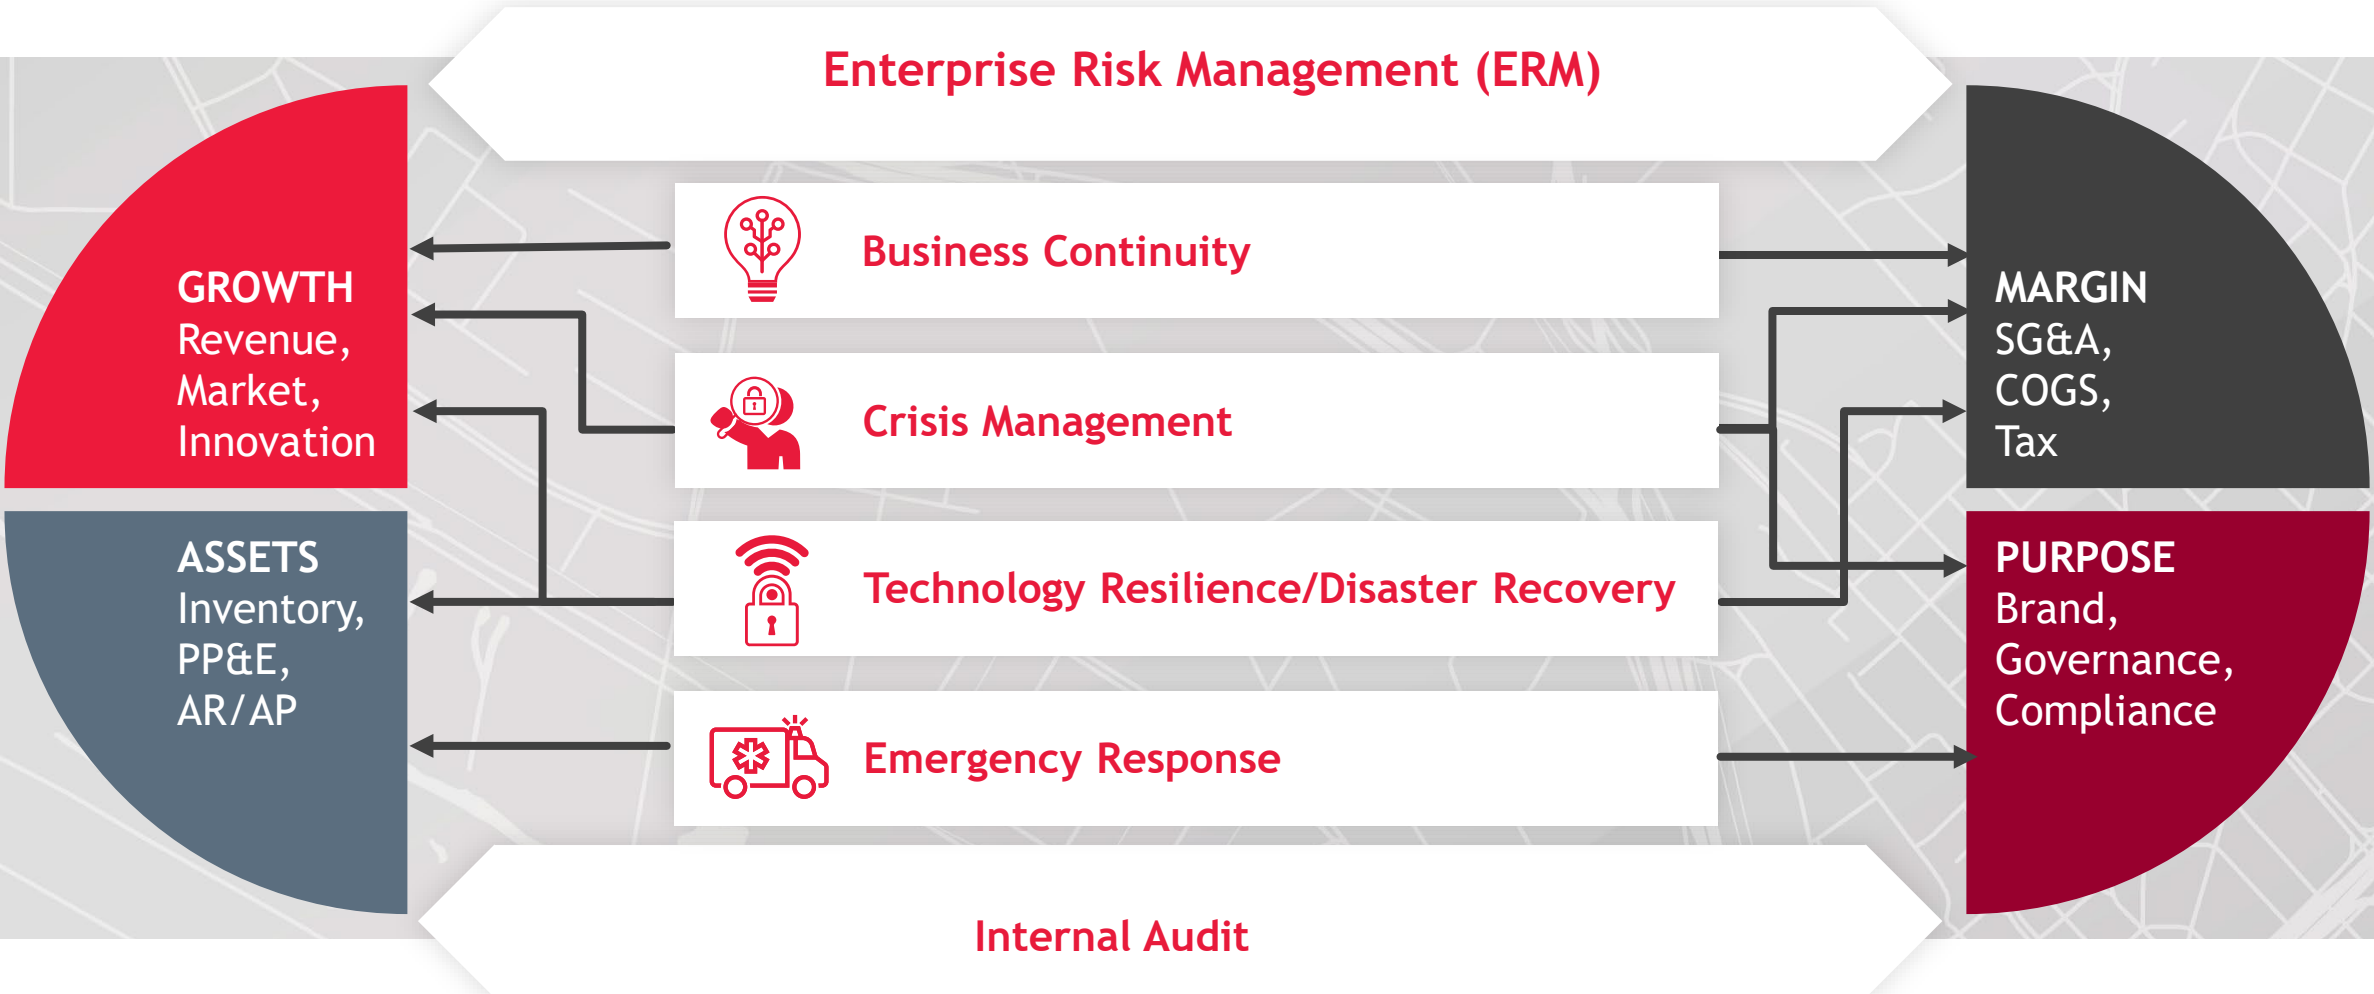 Enterprise Risk Management (ERM)
GROWTH
Revenue,
Market,
Innovation
ASSETS
Inventory,
PP&E,
AR/AP
Business Continuity
Crisis Management
Technology Resilience/Disaster Recovery
Emergency Response
MARGIN
SG&A,
COGS,
Tax
PURPOSE
Brand,
Governance,
Compliance
Internal Audit